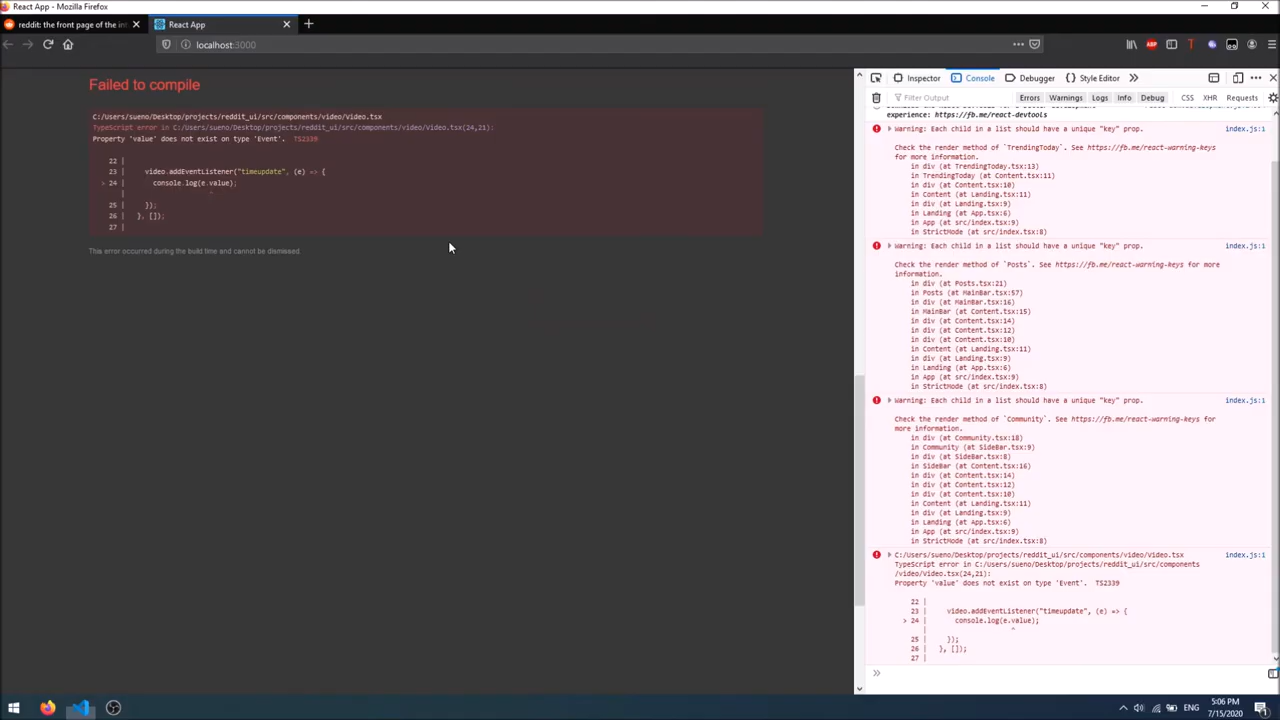 React App - Mozilla Firefox
reddit: the front page of the in
React App
localhost:3000
ABP
Failed to compile
C:/Users/sueno/Desktop/projects/reddit_ui/src/components/video/Video.tsx
TypeScript error in C:/Users/sueno/Desktop/projects/reddit_ui/src/components/video/Video.tsx(24,21):
Property 'value' does not exist on type 'Event'.  TS2339
22 |
23 |     video.addEventListener("timeupdate", (e) => {
> 24 |       console.log(e.value);
|                     ^
25 |     });
26 |   }, []);
27 |
This error occurred during the build time and cannot be dismissed.
Inspector
Console
Debugger
Style Editor
Filter Output
Errors
Warnings
Logs
Info
Debug
CSS
XHR
Requests
experience: https://fb.me/react-devtools
Warning: Each child in a list should have a unique "key" prop.
index.js:1
Check the render method of `TrendingToday`. See https://fb.me/react-warning-keys
for more information.
in div (at TrendingToday.tsx:13)
in TrendingToday (at Content.tsx:11)
in div (at Content.tsx:10)
in Content (at Landing.tsx:11)
in div (at Landing.tsx:9)
in Landing (at App.tsx:6)
in App (at src/index.tsx:9)
in StrictMode (at src/index.tsx:8)
Warning: Each child in a list should have a unique "key" prop.
index.js:1
Check the render method of `Posts`. See https://fb.me/react-warning-keys for more
information.
in div (at Posts.tsx:21)
in Posts (at MainBar.tsx:57)
in div (at MainBar.tsx:16)
in MainBar (at Content.tsx:15)
in div (at Content.tsx:14)
in div (at Content.tsx:12)
in div (at Content.tsx:10)
in Content (at Landing.tsx:11)
in div (at Landing.tsx:9)
in Landing (at App.tsx:6)
in App (at src/index.tsx:9)
in StrictMode (at src/index.tsx:8)
Warning: Each child in a list should have a unique "key" prop.
index.js:1
Check the render method of `Community`. See https://fb.me/react-warning-keys for
more information.
in div (at Community.tsx:18)
in Community (at SideBar.tsx:9)
in div (at SideBar.tsx:8)
in SideBar (at Content.tsx:16)
in div (at Content.tsx:14)
in div (at Content.tsx:12)
in div (at Content.tsx:10)
in Content (at Landing.tsx:11)
in div (at Landing.tsx:9)
in Landing (at App.tsx:6)
in App (at src/index.tsx:9)
in StrictMode (at src/index.tsx:8)
C:/Users/sueno/Desktop/projects/reddit_ui/src/components/video/Video.tsx
index.js:1
TypeScript error in C:/Users/sueno/Desktop/projects/reddit_ui/src/components
/video/Video.tsx(24,21):
Property 'value' does not exist on type 'Event'.  TS2339
22 |
23 |     video.addEventListener("timeupdate", (e) => {
> 24 |       console.log(e.value);
|                     ^
25 |     });
26 |   }, []);
27 |
ENG
5:06 PM
7/15/2020